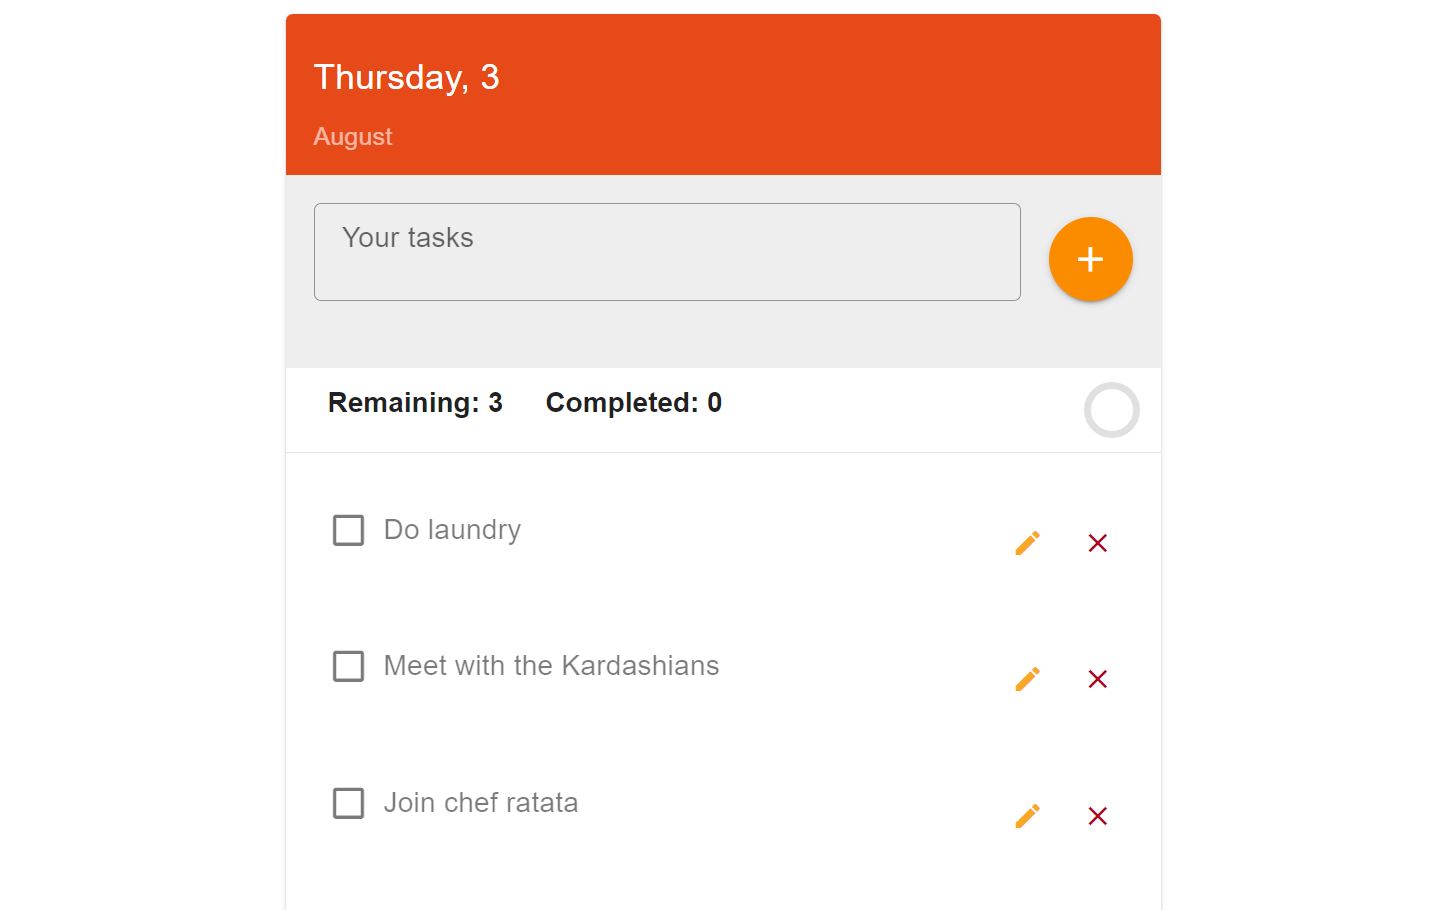 Thursday, 3
August
Your tasks
Remaining: 3 Completed: 0
Do laundry
Meet with the Kardashians
Join chef ratata